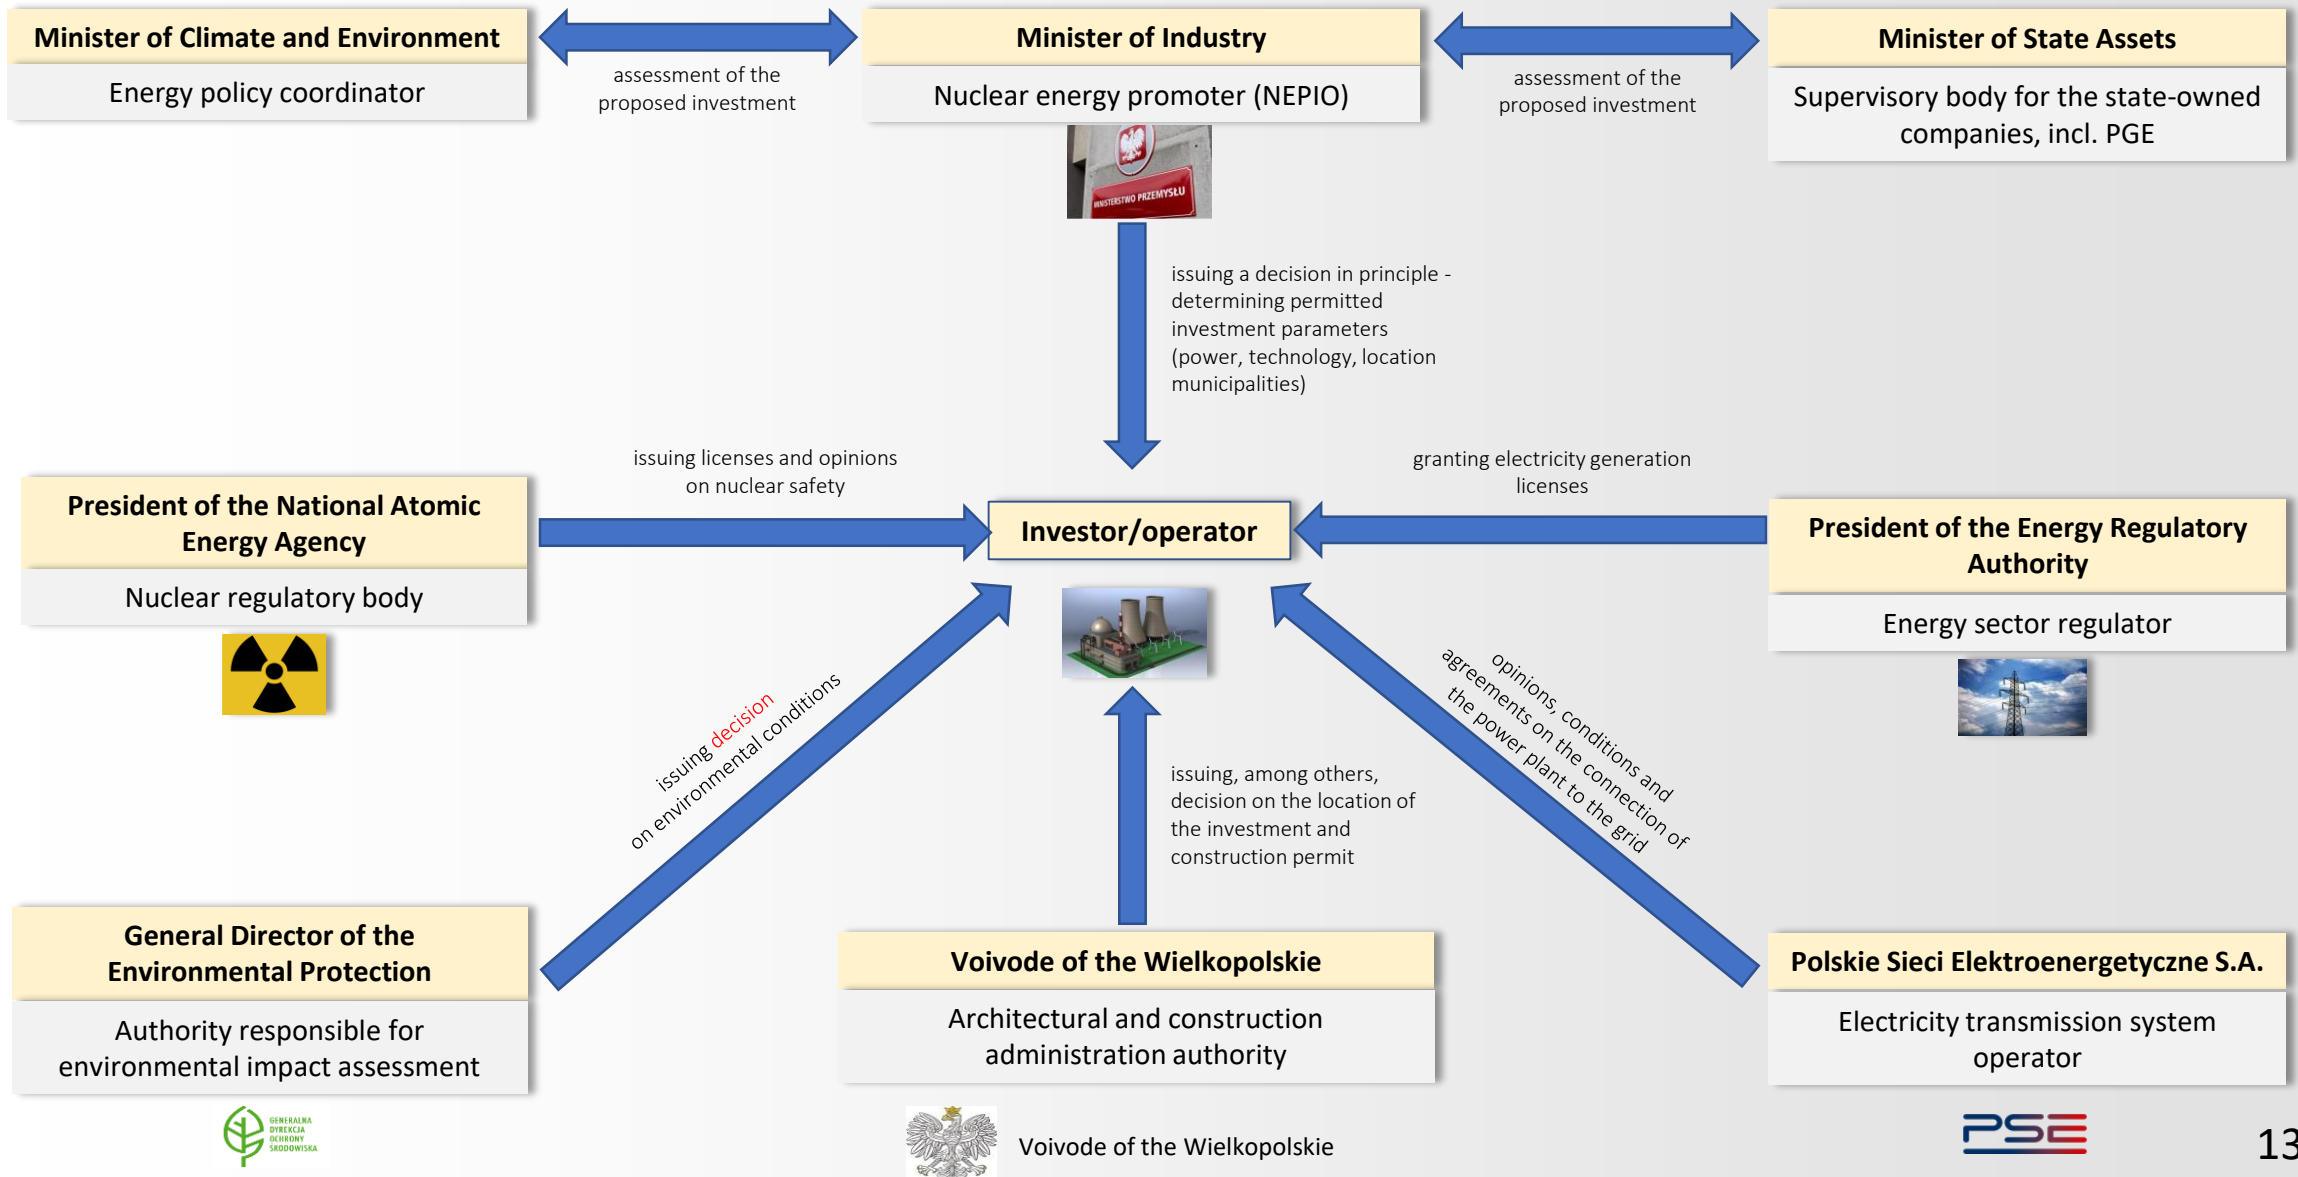 Minister of Climate and Environment
Energy policy coordinator
assessment of the
proposed investment
Minister of Industry
Nuclear energy promoter (NEPIO)
MINISTERSTWO PRZEMYSŁU
assessment of the
proposed investment
Minister of State Assets
Supervisory body for the state-owned
companies, incl. PGE
issuing a decision in principle -
determining permitted
investment parameters
(power, technology, location
municipalities)
President of the National Atomic
Energy Agency
Nuclear regulatory body
issuing licenses and opinions
on nuclear safety
Investor/operator
granting electricity generation
licenses
President of the Energy Regulatory
Authority
Energy sector regulator
issuing decision
on environmental conditions
issuing, among others,
decision on the location of
the investment and
construction permit
opinions, conditions and
agreements on the connection of
the power plant to the grid
General Director of the
Environmental Protection
Authority responsible for
environmental impact assessment
GENERALNA
DYREKCJA
OCHRONY
ŚRODOWISKA
Voivode of the Wielkopolskie
Architectural and construction
administration authority
Voivode of the Wielkopolskie
Polskie Sieci Elektroenergetyczne S.A.
Electricity transmission system
operator
PSE
13